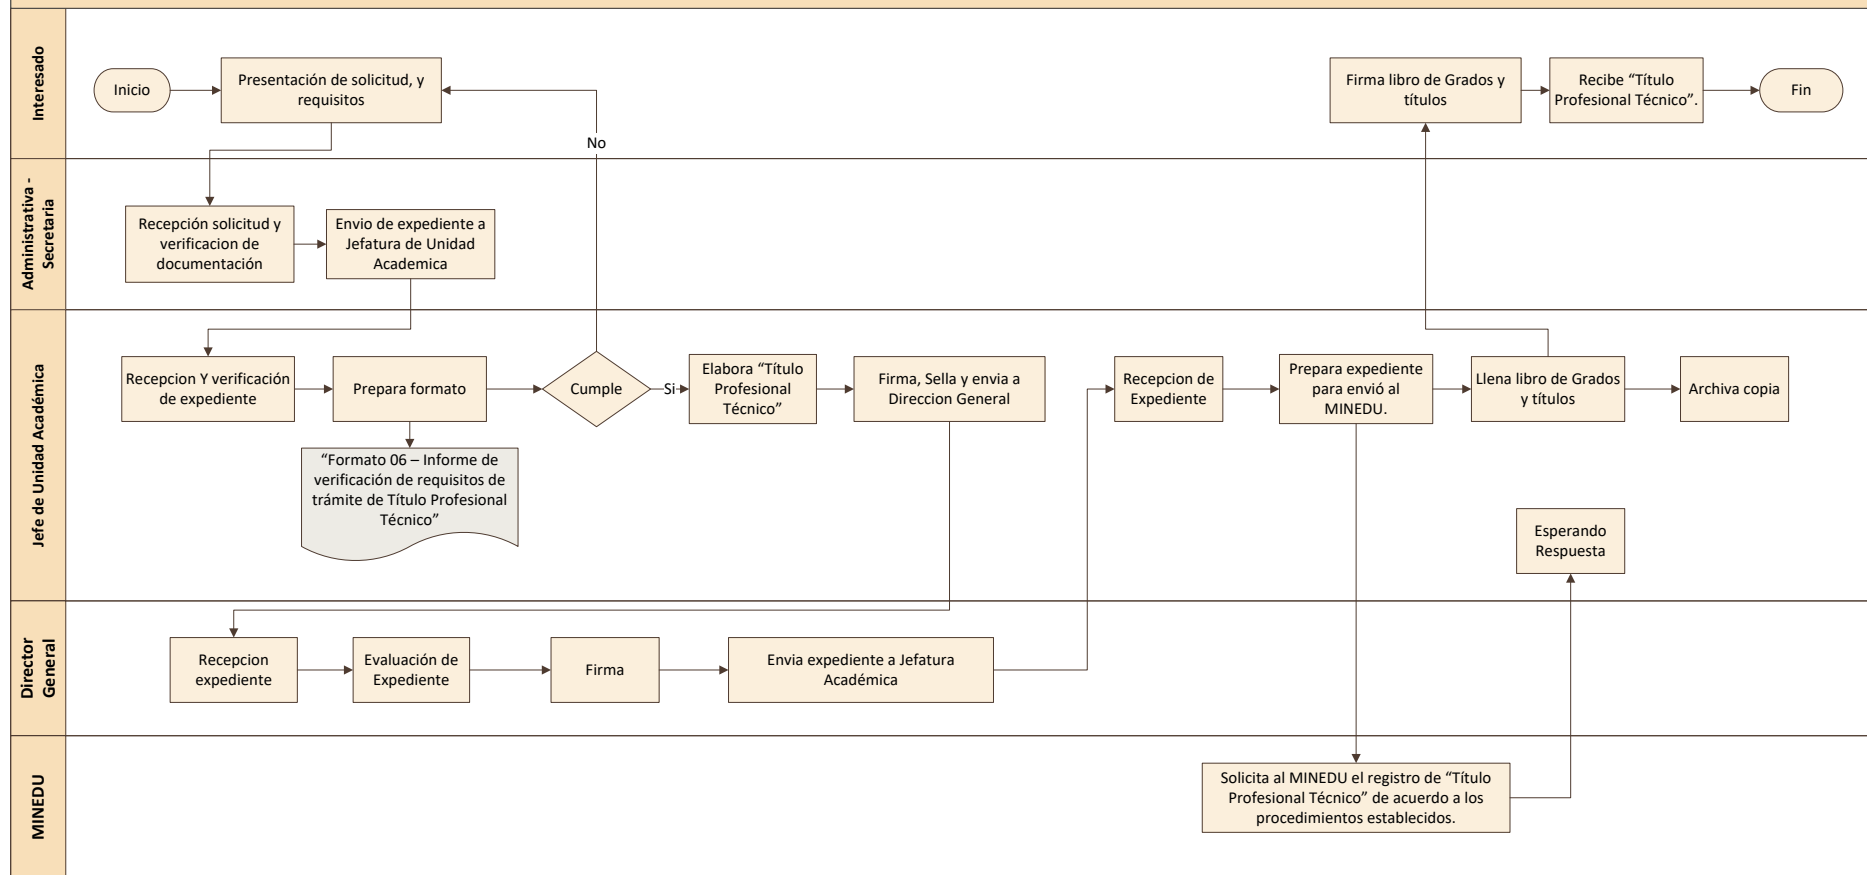 Interesado
Inicio
Presentación de solicitud, y
requisitos
No
Firma libro de Grados y
títulos
Recibe “Título
Profesional Técnico”.
Fin
Administrativa -
Secretaria
Recepción solicitud y
verificacion de
documentación
Envio de expediente a
Jefatura de Unidad
Academica
Jefe de Unidad Académica
Recepcion Y verificación
de expediente
Prepara formato
“Formato 06 – Informe de
verificación de requisitos de
trámite de Título Profesional
Técnico”
Cumple
Si
Elabora “Título
Profesional
Técnico”
Firma, Sella y envia a
Direccion General
Recepcion de
Expediente
Prepara expediente
para envió al
MINEDU.
Llena libro de Grados
y títulos
Archiva copia
Esperando
Respuesta
Director
General
Recepcion
expediente
Evaluación de
Expediente
Firma
Envia expediente a Jefatura
Académica
MINEDU
Solicita al MINEDU el registro de “Título
Profesional Técnico” de acuerdo a los
procedimientos establecidos.